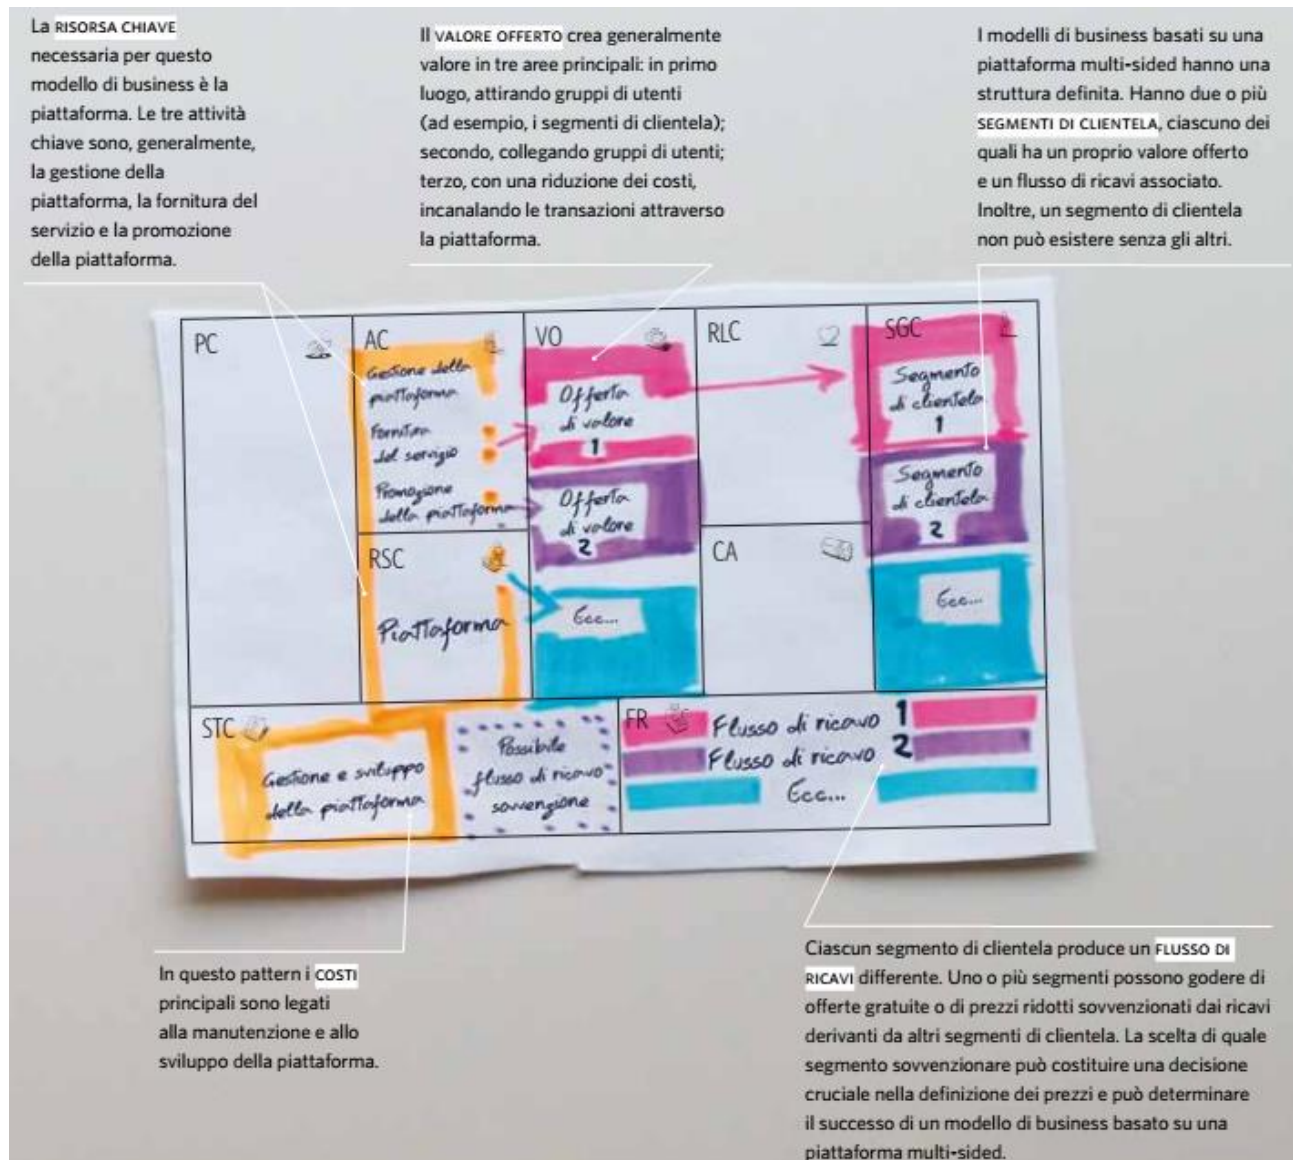 La RISORSA CHIAVE
necessaria per questo
modello di business è la
piattaforma. Le tre attività
chiave sono, generalmente,
la gestione della
piattaforma, la fornitura del
servizio e la promozione
della piattaforma.
Il VALORE OFFERTO crea generalmente
valore in tre aree principali: in primo
luogo, attirando gruppi di utenti
(ad esempio, i segmenti di clientela);
secondo, collegando gruppi di utenti;
terzo, con una riduzione dei costi,
incanalando le transazioni attraverso
la piattaforma.
I modelli di business basati su una
piattaforma multi-sided hanno una
struttura definita. Hanno due o più
SEGMENTI DI CLIENTELA, ciascuno dei
quali ha un proprio valore offerto
e un flusso di ricavi associato.
Inoltre, un segmento di clientela
non può esistere senza gli altri.
PC
AC
Gestione della
piattaforma
Fornitura
del servizio
Promozione
della piattaforma
RSC
Piattaforma
VO
Offerta
di valore
1
Offerta
di valore
2
Ecc...
RLC
CA
SGC
Segmento
di clientela
1
Segmento
di clientela
2
Ecc...
STC
Gestione e sviluppo
della piattaforma
Possibile
flusso di ricavo
sovvenzione
FR
Flusso di ricavo 1
Flusso di ricavo 2
Ecc...
In questo pattern i COSTI
principali sono legati
alla manutenzione e allo
sviluppo della piattaforma.
Ciascun segmento di clientela produce un FLUSSO DI
RICAVI differente. Uno o più segmenti possono godere di
offerte gratuite o di prezzi ridotti sovvenzionati dai ricavi
derivanti da altri segmenti di clientela. La scelta di quale
segmento sovvenzionare può costituire una decisione
cruciale nella definizione dei prezzi e può determinare
il successo di un modello di business basato su una
piattaforma multi-sided.